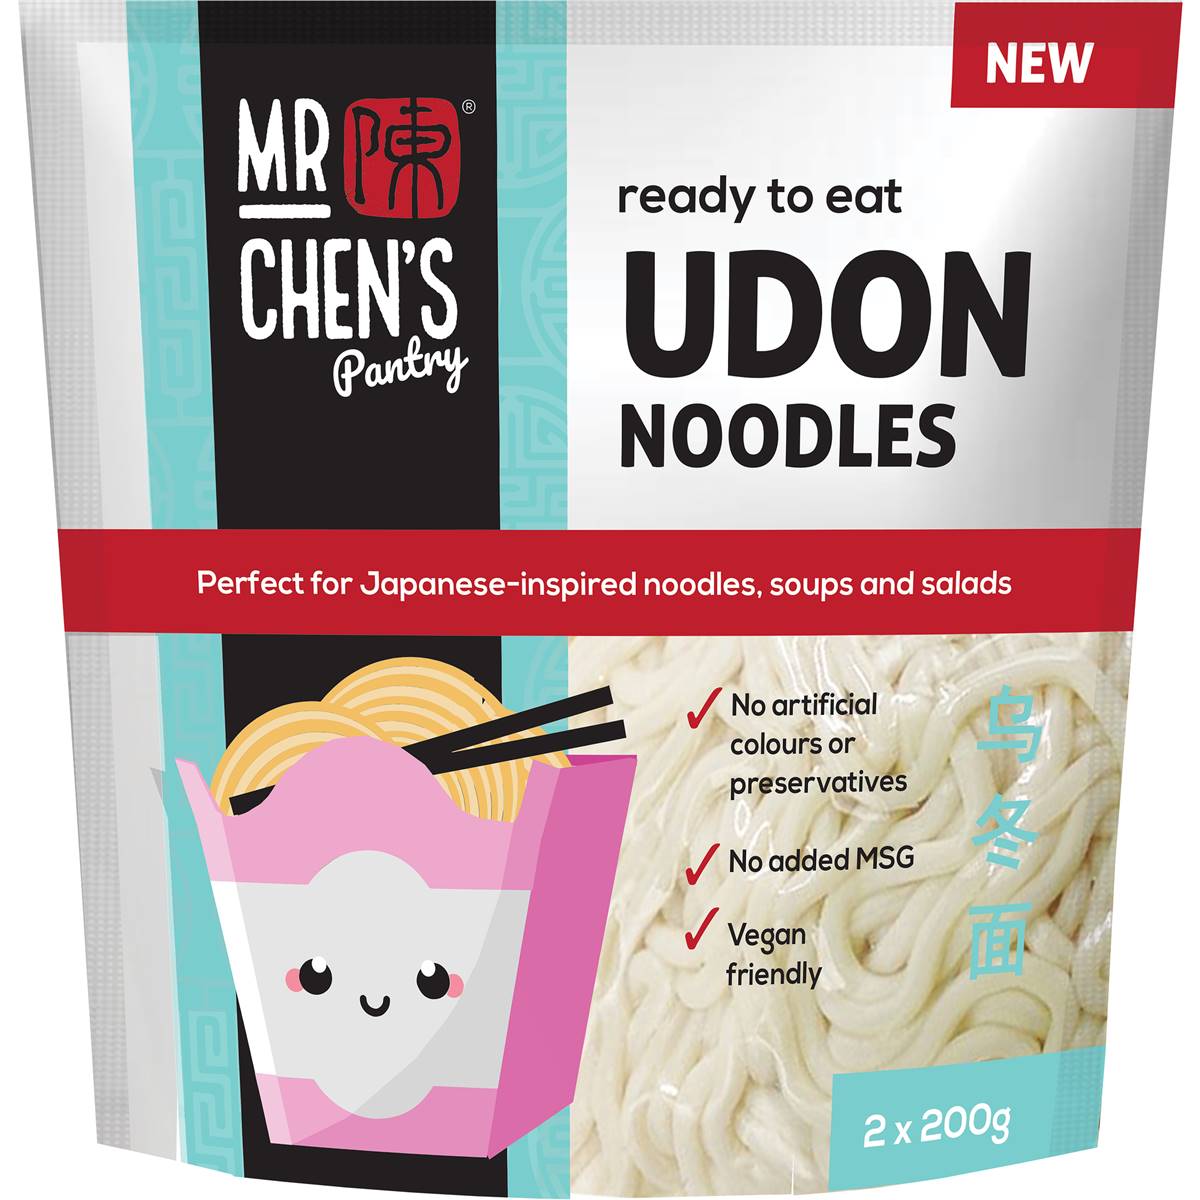 NEW
MR 陳®
CHEN'S
Pantry
ready to eat
UDON
NOODLES
Perfect for Japanese-inspired noodles, soups and salads
No artificial
colours or
preservatives
No added MSG
Vegan
friendly
乌
冬
面
2 x 200g